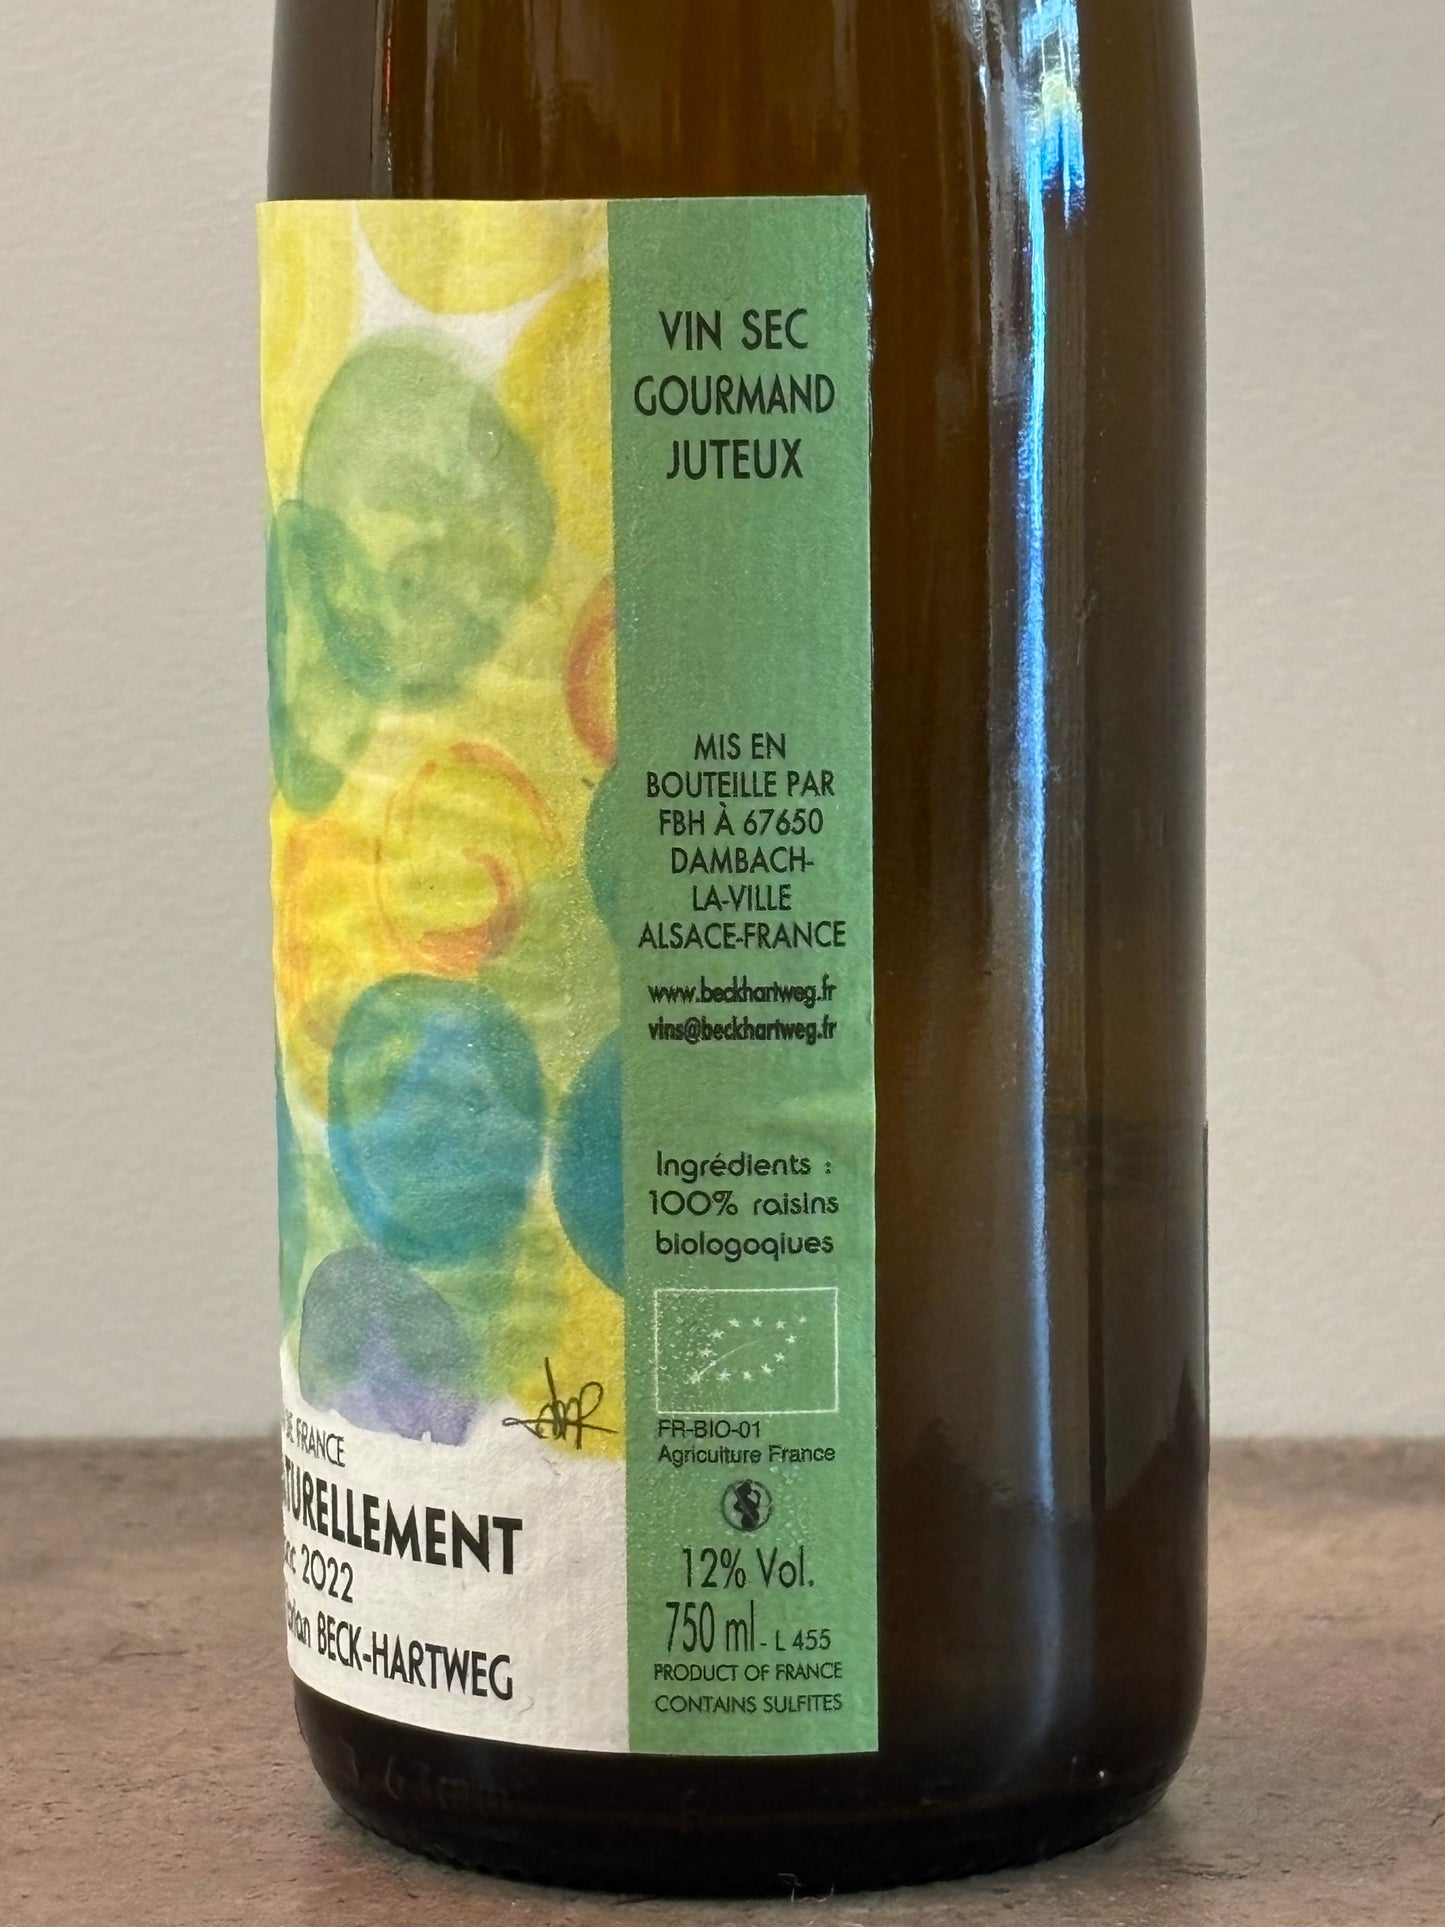 VIN SEC
GOURMAND
JUTEUX
MIS EN
BOUTEILLE PAR
FBH À 67650
DAMBACH-
LA-VILLE
ALSACE-FRANCE
www.beckhartweg.fr
vins@beckhartweg.fr
Ingrédients :
100% raisins
biologoqiues
FR-BIO-01
Agriculture France
12% Vol.
750 ml - L 455
PRODUCT OF FRANCE
CONTAINS SULFITES
DE FRANCE
TURELLEMENT
2022
BECK-HARTWEG